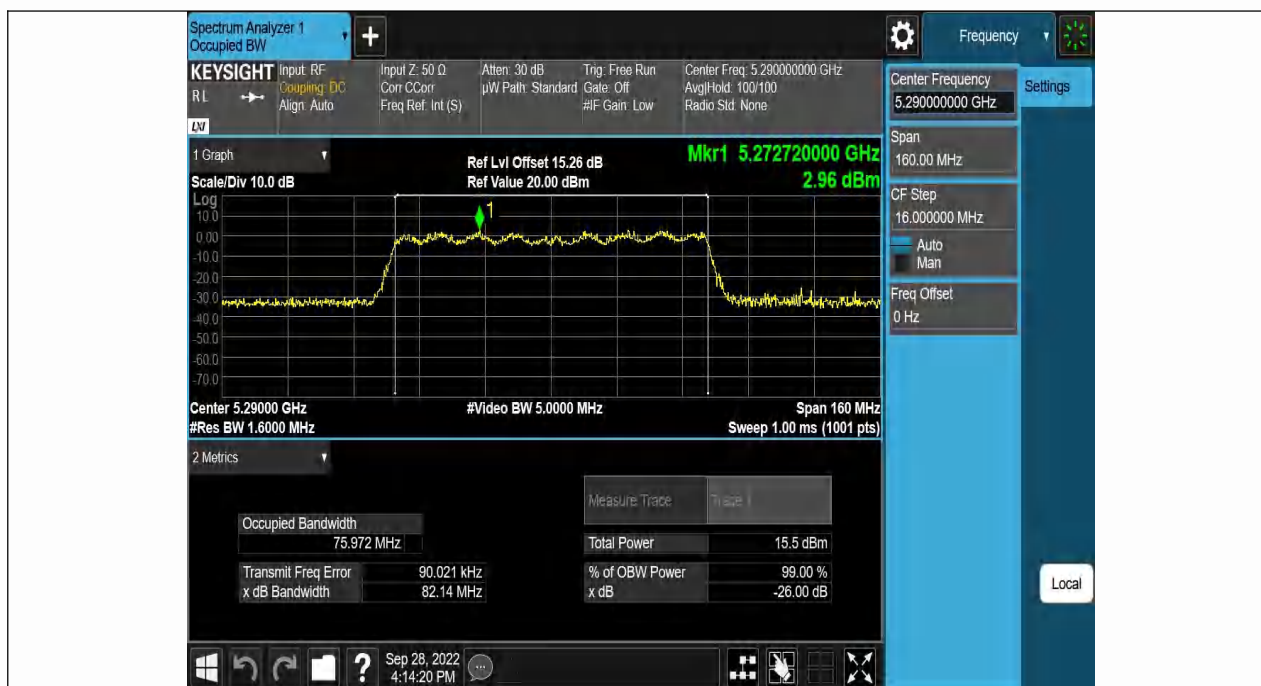 Spectrum Analyzer 1
Occupied BW
+
Frequency
KEYSIGHT
RL
LXI
Input: RF
Coupling: DC
Align: Auto
Input Z: 50 Ω
Corr CCorr
Freq Ref: Int (S)
Atten: 30 dB
µW Path: Standard
Trig: Free Run
Gate: Off
#IF Gain: Low
Center Freq: 5.290000000 GHz
Avg|Hold: 100/100
Radio Std: None
Center Frequency
5.290000000 GHz
Settings
Span
160.00 MHz
CF Step
16.000000 MHz
Auto
Man
Freq Offset
0 Hz
Local
1 Graph
Scale/Div 10.0 dB
Ref Lvl Offset 15.26 dB
Ref Value 20.00 dBm
Mkr1 5.272720000 GHz
2.96 dBm
Log
10.0
0.00
-10.0
-20.0
-30.0
-40.0
-50.0
-60.0
-70.0
1
Center 5.29000 GHz
#Res BW 1.6000 MHz
#Video BW 5.0000 MHz
Span 160 MHz
Sweep 1.00 ms (1001 pts)
2 Metrics
Measure Trace
Trace 1
Occupied Bandwidth
75.972 MHz
Total Power
15.5 dBm
Transmit Freq Error
90.021 kHz
% of OBW Power
99.00 %
x dB Bandwidth
82.14 MHz
x dB
-26.00 dB
?
Sep 28, 2022
4:14:20 PM